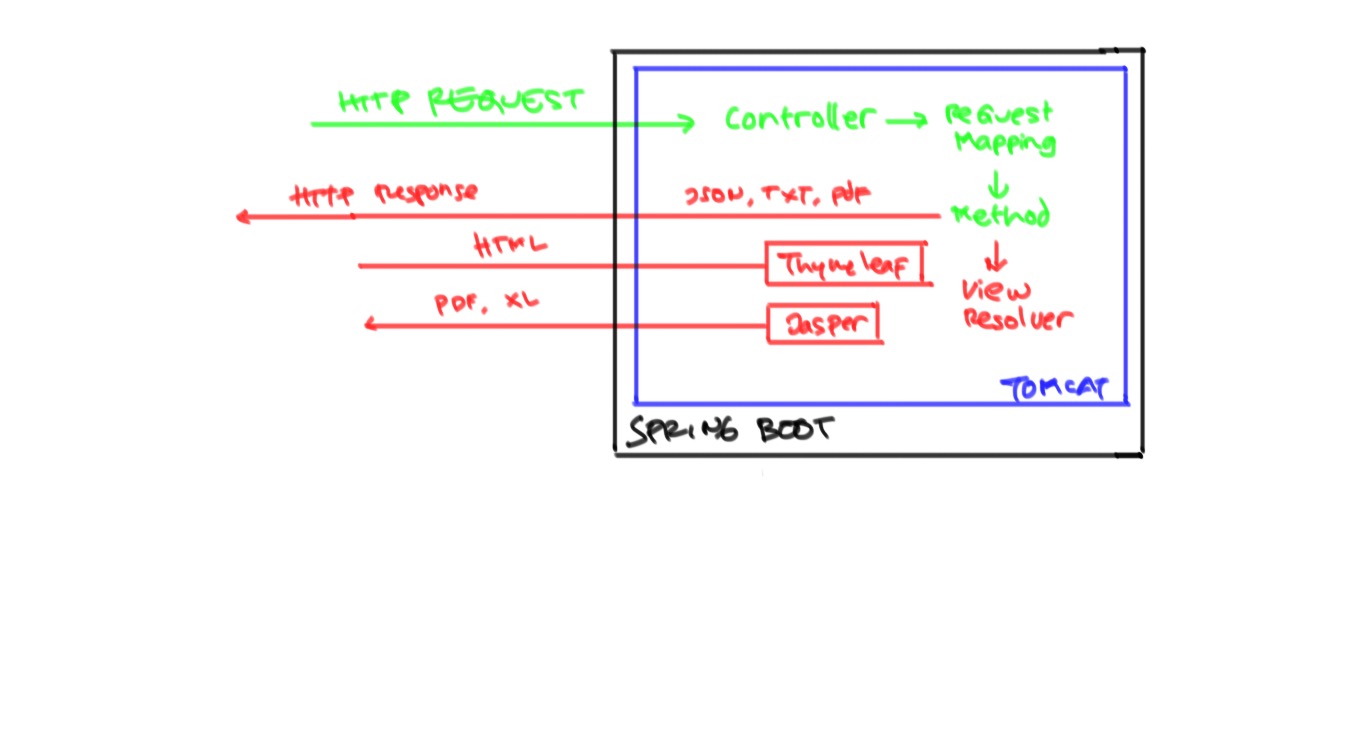 HTTP REQUEST
Controller
Request
Mapping
HTTP Response
JSON, TXT, pdf
Method
HTML
Thymeleaf
View
Resolver
PDF, XL
Jasper
TOMCAT
SPRING BOOT